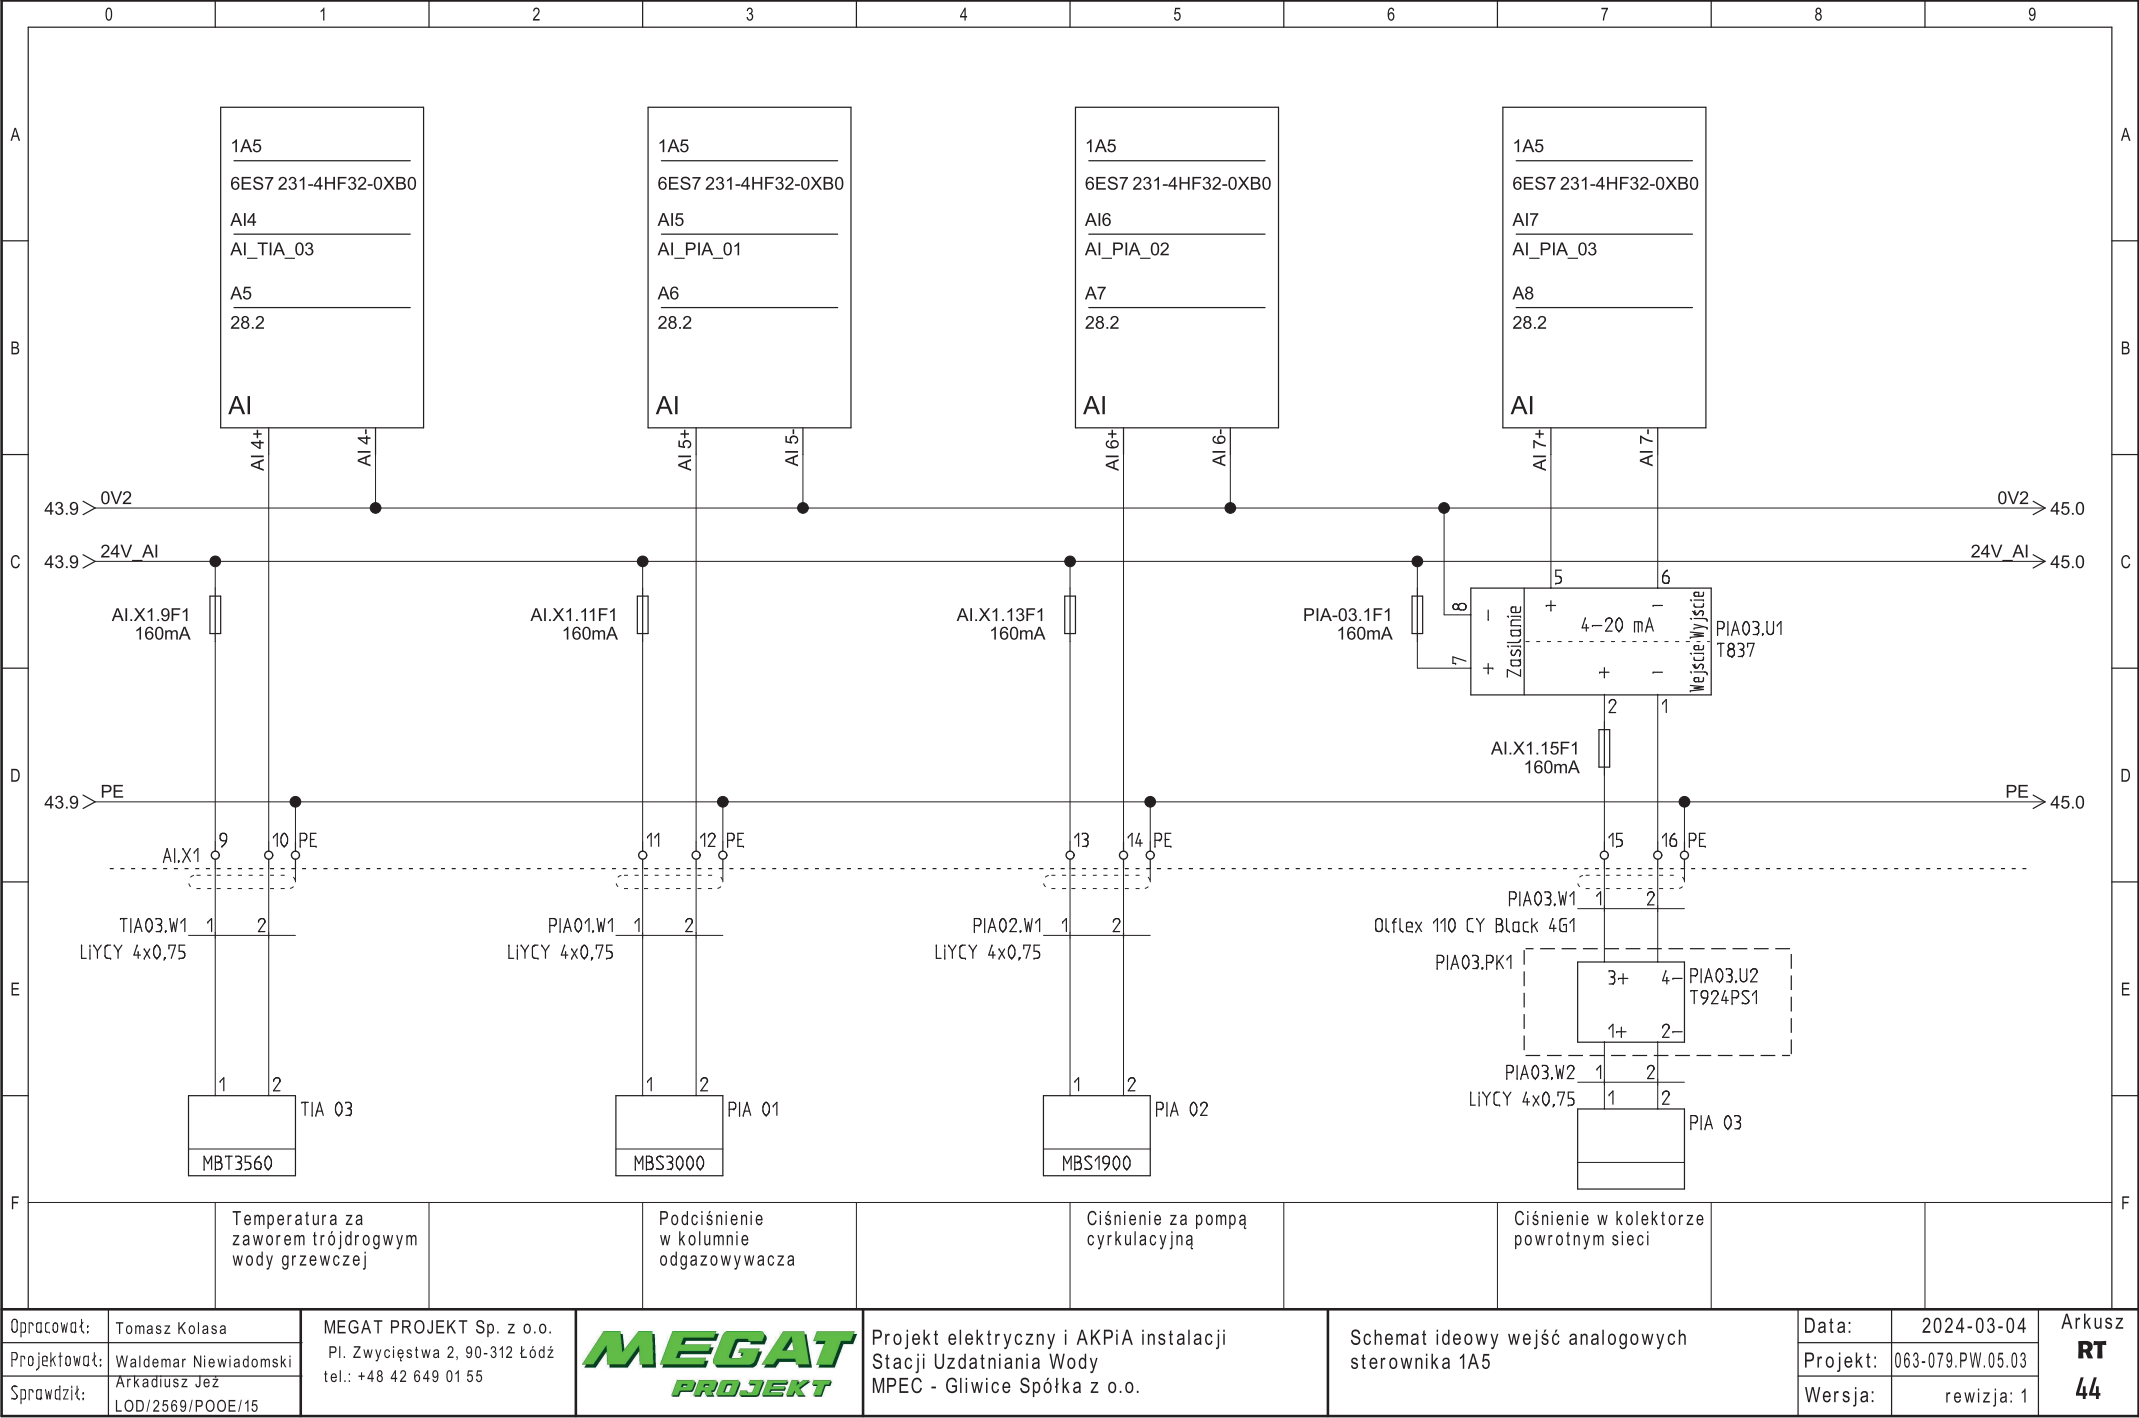 0 1 2 3 4 5 6 7 8 9
A A
1A5 1A5 1A5 1A5
6ES7 231-4HF32-0XB0 6ES7 231-4HF32-0XB0 6ES7 231-4HF32-0XB0 6ES7 231-4HF32-0XB0
AI4 AI5 AI6 AI7
AI_TIA_03 AI_PIA_01 AI_PIA_02 AI_PIA_03
A5 A6 A7 A8
28.2 28.2 28.2 28.2
B B
AI AI AI AI
AI 4+ AI 4- AI 5+ AI 5- AI 6+ AI 6- AI 7+ AI 7-
43.9 0V2 0V2 45.0
43.9 24V_AI 24V_AI 45.0
C C
5 6
AI.X1.9F1 AI.X1.11F1 AI.X1.13F1 PIA-03.1F1
160mA 160mA 160mA 160mA
8 - Zasilanie + - Wyjście
4-20 mA
PIA03.U1
T837
7 + + - Wejście
2 1
AI.X1.15F1
160mA
D D
43.9 PE PE 45.0
AI.X1 9 10 PE 11 12 PE 13 14 PE 15 16 PE
PIA03.W1 1 2
Olflex 110 CY Black 4G1
TIA03.W1 1 2 PIA01.W1 1 2 PIA02.W1 1 2
LiYCY 4x0,75 LiYCY 4x0,75 LiYCY 4x0,75
PIA03.PK1
3+ 4- PIA03.U2
T924PS1
E E
1+ 2-
PIA03.W2 1 2
LiYCY 4x0,75 1 2
1 2 1 2 1 2
TIA 03 PIA 01 PIA 02 PIA 03
MBT3560 MBS3000 MBS1900
F F
Temperatura za
zaworem trójdrogwym
wody grzewczej
Podciśnienie
w kolumnie
odgazowywacza
Ciśnienie za pompą
cyrkulacyjną
Ciśnienie w kolektorze
powrotnym sieci
Opracował: Tomasz Kolasa
Projektował: Waldemar Niewiadomski
Sprawdził: Arkadiusz Jeż
LOD/2569/POOE/15
MEGAT PROJEKT Sp. z o.o.
Pl. Zwycięstwa 2, 90-312 Łódź
tel.: +48 42 649 01 55
MEGAT
PROJEKT
Projekt elektryczny i AKPiA instalacji
Stacji Uzdatniania Wody
MPEC - Gliwice Spółka z o.o.
Schemat ideowy wejść analogowych
sterownika 1A5
Data: 2024-03-04
Projekt: 063-079.PW.05.03
Wersja: rewizja: 1
Arkusz
RT
44